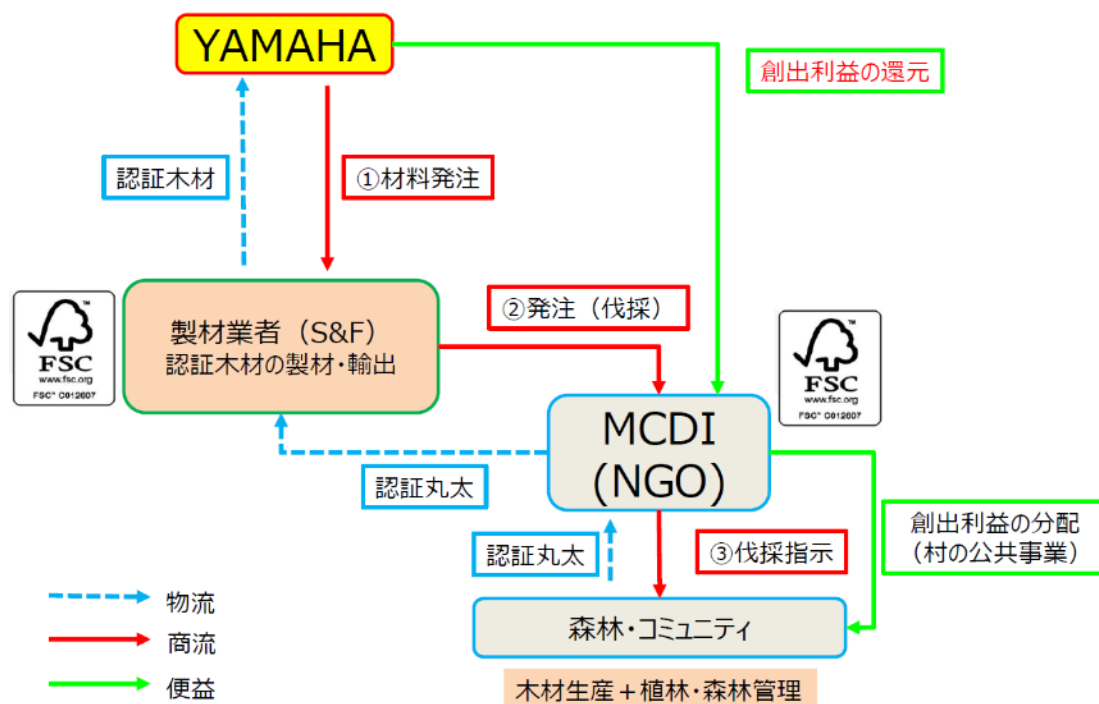 YAMAHA
創出利益の還元
認証木材
①材料発注
②発注（伐採）
製材業者（S&F）
認証木材の製材・輸出
FSC™
www.fsc.org
FSC™ C012607
FSC
www.fsc.org
FSC™ C012607
MCDI
(NGO)
認証丸太
認証丸太
③伐採指示
創出利益の分配
（村の公共事業）
森林・コミュニティ
木材生産＋植林・森林管理
物流
商流
便益